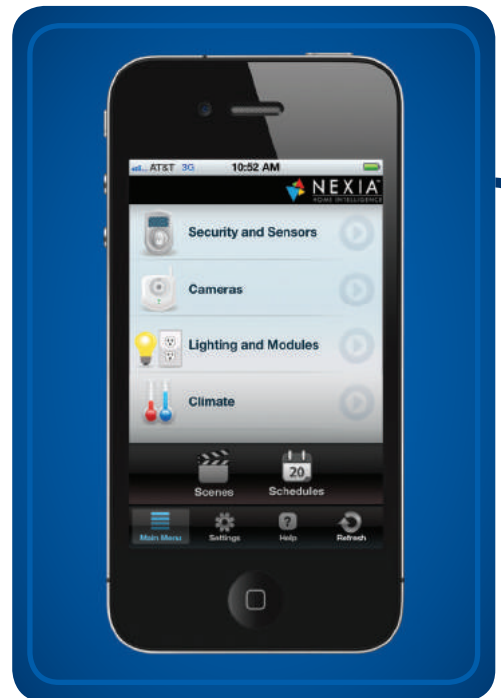 AT&T 3G 10:52 AM
NEXIA™
HOME INTELLIGENCE
Security and Sensors
Cameras
Lighting and Modules
Climate
20
Scenes Schedules
?
Main Menu Settings Help Refresh